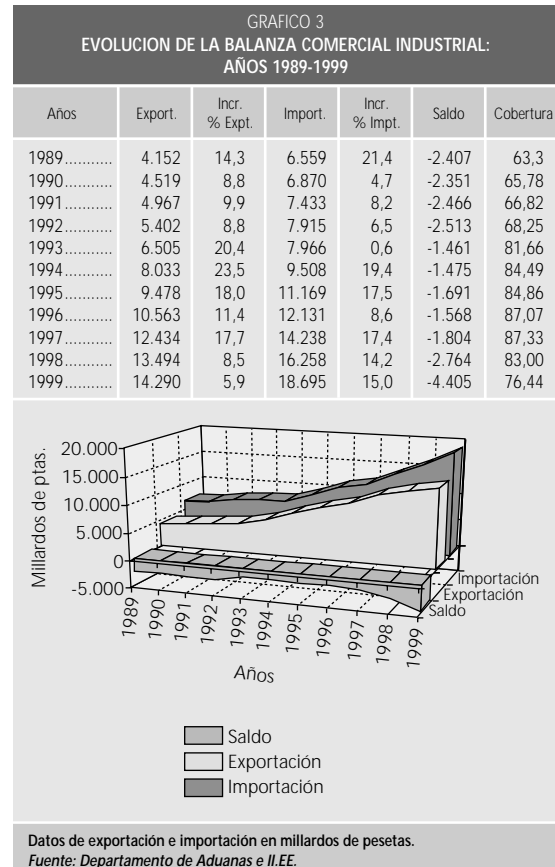 GRAFICO 3
EVOLUCION DE LA BALANZA COMERCIAL INDUSTRIAL:
AÑOS 1989-1999
Años Export. Incr. % Expt. Import. Incr. % Impt. Saldo Cobertura
1989........... 4.152 14,3 6.559 21,4 -2.407 63,3
1990........... 4.519 8,8 6.870 4,7 -2.351 65,78
1991........... 4.967 9,9 7.433 8,2 -2.466 66,82
1992........... 5.402 8,8 7.915 6,5 -2.513 68,25
1993........... 6.505 20,4 7.966 0,6 -1.461 81,66
1994........... 8.033 23,5 9.508 19,4 -1.475 84,49
1995........... 9.478 18,0 11.169 17,5 -1.691 84,86
1996........... 10.563 11,4 12.131 8,6 -1.568 87,07
1997........... 12.434 17,7 14.238 17,4 -1.804 87,33
1998........... 13.494 8,5 16.258 14,2 -2.764 83,00
1999........... 14.290 5,9 18.695 15,0 -4.405 76,44
Millardos de ptas.
20.000
15.000
10.000
5.000
0
-5.000
Importación
Exportación
Saldo
1989 1990 1991 1992 1993 1994 1995 1996 1997 1998 1999
Años
Saldo
Exportación
Importación
Datos de exportación e importación en millardos de pesetas.
Fuente: Departamento de Aduanas e II.EE.